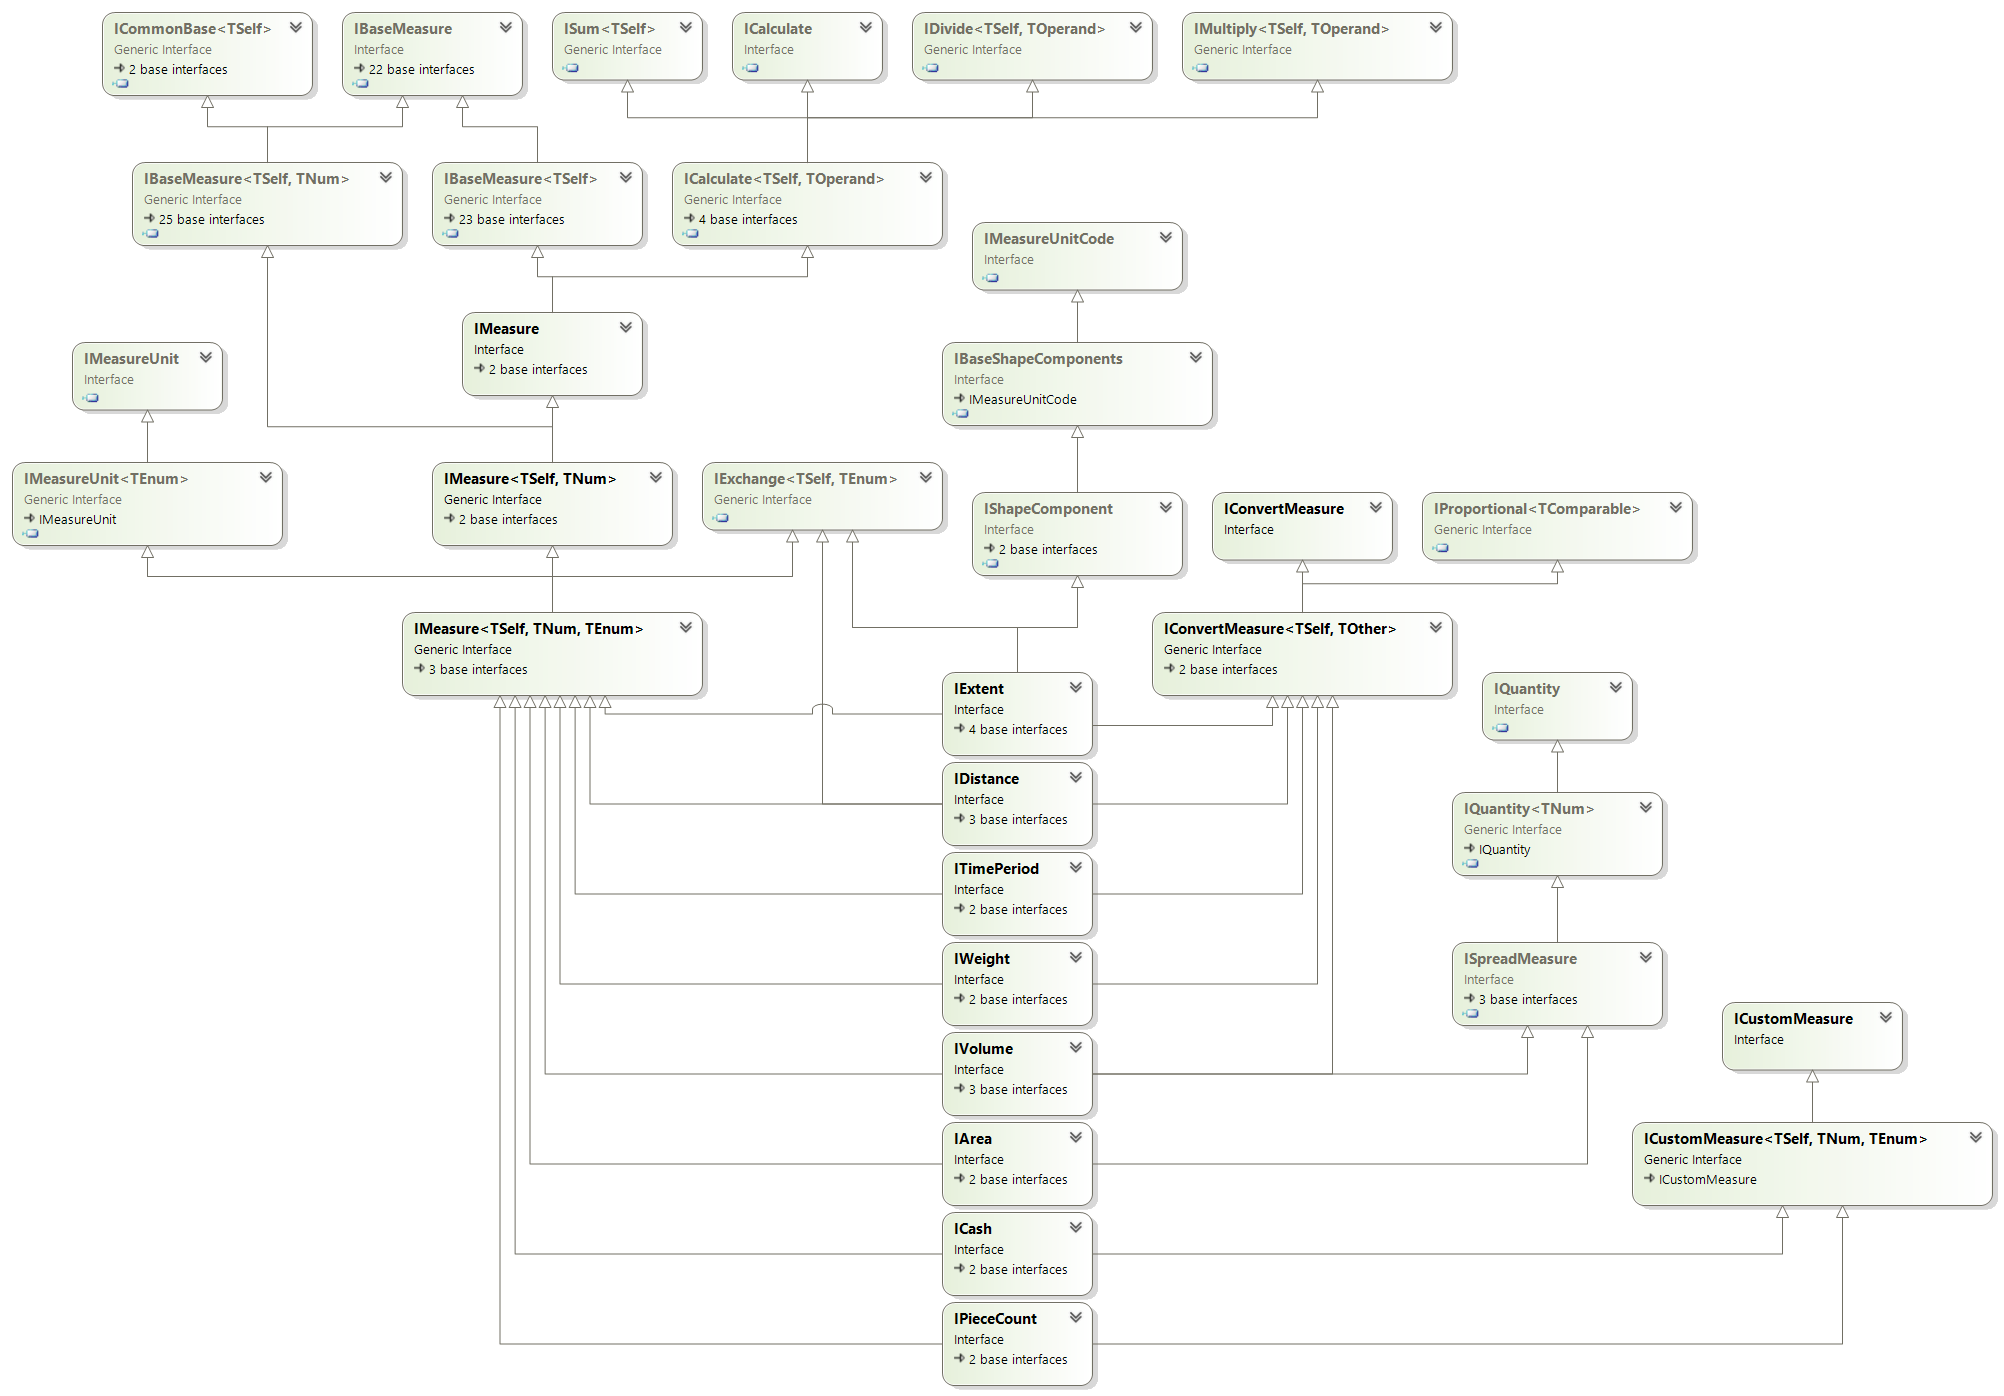 ICommonBase<TSelf>
Generic Interface
2 base interfaces
IBaseMeasure
Interface
22 base interfaces
ISum<TSelf>
Generic Interface
ICalculate
Interface
IDivide<TSelf, TOperand>
Generic Interface
IMultiply<TSelf, TOperand>
Generic Interface
IBaseMeasure<TSelf, TNum>
Generic Interface
25 base interfaces
IBaseMeasure<TSelf>
Generic Interface
23 base interfaces
ICalculate<TSelf, TOperand>
Generic Interface
4 base interfaces
IMeasureUnitCode
Interface
IMeasure
Interface
2 base interfaces
IMeasureUnit
Interface
IBaseShapeComponents
Interface
IMeasureUnitCode
IMeasureUnit<TEnum>
Generic Interface
IMeasureUnit
IMeasure<TSelf, TNum>
Generic Interface
2 base interfaces
IExchange<TSelf, TEnum>
Generic Interface
IShapeComponent
Interface
2 base interfaces
IConvertMeasure
Interface
IProportional<TComparable>
Generic Interface
IMeasure<TSelf, TNum, TEnum>
Generic Interface
3 base interfaces
IConvertMeasure<TSelf, TOther>
Generic Interface
2 base interfaces
IExtent
Interface
4 base interfaces
IQuantity
Interface
IDistance
Interface
3 base interfaces
IQuantity<TNum>
Generic Interface
IQuantity
ITimePeriod
Interface
2 base interfaces
IWeight
Interface
2 base interfaces
ISpreadMeasure
Interface
3 base interfaces
ICustomMeasure
Interface
IVolume
Interface
3 base interfaces
IArea
Interface
2 base interfaces
ICustomMeasure<TSelf, TNum, TEnum>
Generic Interface
ICustomMeasure
ICash
Interface
2 base interfaces
IPieceCount
Interface
2 base interfaces